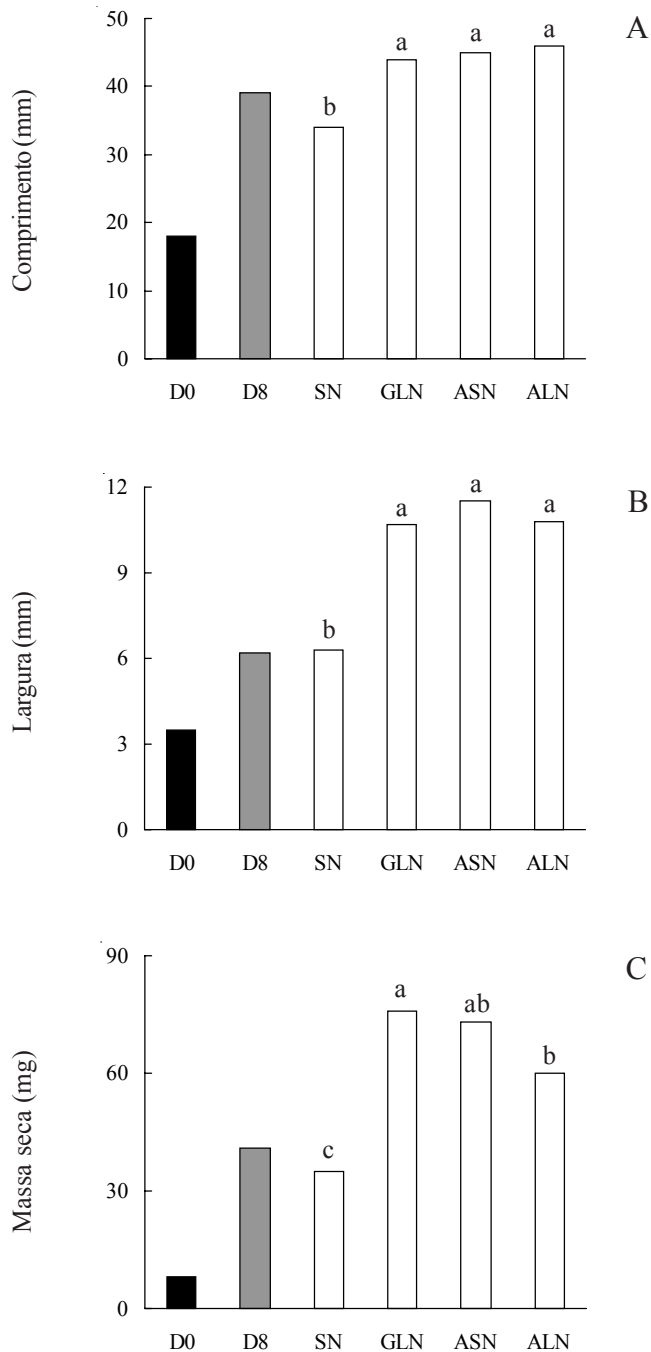 A
50
40
30
20
10
0
Comprimento (mm)
b
a
a
a
D0 D8 SN GLN ASN ALN
B
12
9
6
3
0
Largura (mm)
b
a
a
a
D0 D8 SN GLN ASN ALN
C
90
60
30
0
Massa seca (mg)
c
a
ab
b
D0 D8 SN GLN ASN ALN